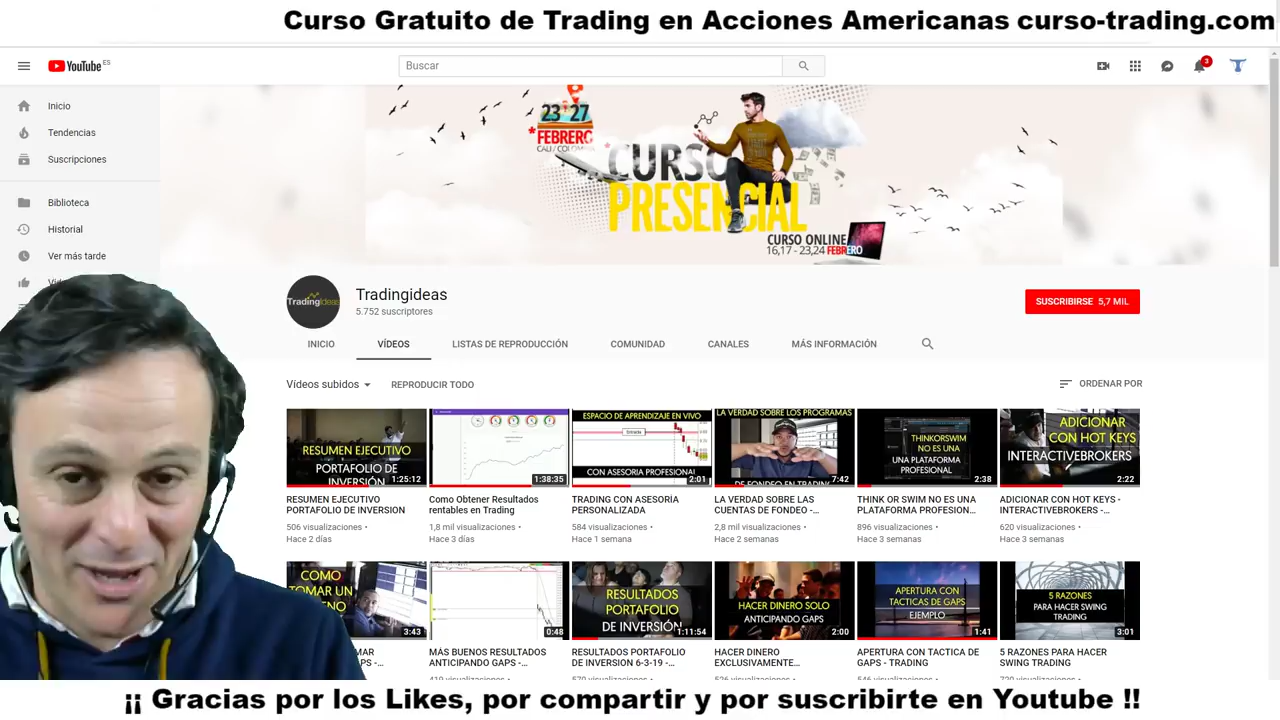 Curso Gratuito de Trading en Acciones Americanas curso-trading.com
YouTube ES
Buscar
3
Inicio
Tendencias
Suscripciones
Biblioteca
Historial
Ver más tarde
23 27
*FEBRERO
CALI / COLOMBIA
CURSO
PRESENCIAL
CURSO ONLINE
16,17 - 23,24 FEBRERO
TradingIdeas
Tradingideas
5.752 suscriptores
SUSCRIBIRSE 5,7 MIL
INICIO
VÍDEOS
LISTAS DE REPRODUCCIÓN
COMUNIDAD
CANALES
MÁS INFORMACIÓN
Vídeos subidos
REPRODUCIR TODO
ORDENAR POR
RESUMEN EJECUTIVO
PORTAFOLIO DE
INVERSIÓN
1:25:12
1:38:35
ESPACIO DE APRENDIZAJE EN VIVO
CON ASESORIA PROFESIONAL
2:01
LA VERDAD SOBRE LOS PROGRAMAS
DE FONDEO EN TRADING
7:42
THINKORSWIM
NO ES UNA
UNA PLATAFORMA
PROFESIONAL
2:38
ADICIONAR
CON HOT KEYS
INTERACTIVEBROKERS
2:22
RESUMEN EJECUTIVO
PORTAFOLIO DE INVERSION
506 visualizaciones •
Hace 2 días
Como Obtener Resultados
rentables en Trading
1,8 mil visualizaciones •
Hace 3 días
TRADING CON ASESORÍA
PERSONALIZADA
584 visualizaciones •
Hace 1 semana
LA VERDAD SOBRE LAS
CUENTAS DE FONDEO -...
2,8 mil visualizaciones •
Hace 2 semanas
THINK OR SWIM NO ES UNA
PLATAFORMA PROFESION...
896 visualizaciones •
Hace 3 semanas
ADICIONAR CON HOT KEYS -
INTERACTIVEBROKERS - ...
620 visualizaciones •
Hace 3 semanas
COMO
TOMAR UN
3:43
0:48
RESULTADOS
PORTAFOLIO
DE INVERSIÓN
1:11:54
HACER DINERO SOLO
ANTICIPANDO GAPS
2:00
APERTURA CON
TACTICAS DE GAPS
EJEMPLO
1:41
5 RAZONES
PARA HACER SWING
TRADING
3:01
MÁS BUENOS RESULTADOS
ANTICIPANDO GAPS - ...
RESULTADOS PORTAFOLIO
DE INVERSION 6-3-19 -...
HACER DINERO
EXCLUSIVAMENTE...
APERTURA CON TACTICA DE
GAPS - TRADING
5 RAZONES PARA HACER
SWING TRADING
¡¡ Gracias por los Likes, por compartir y por suscribirte en Youtube !!